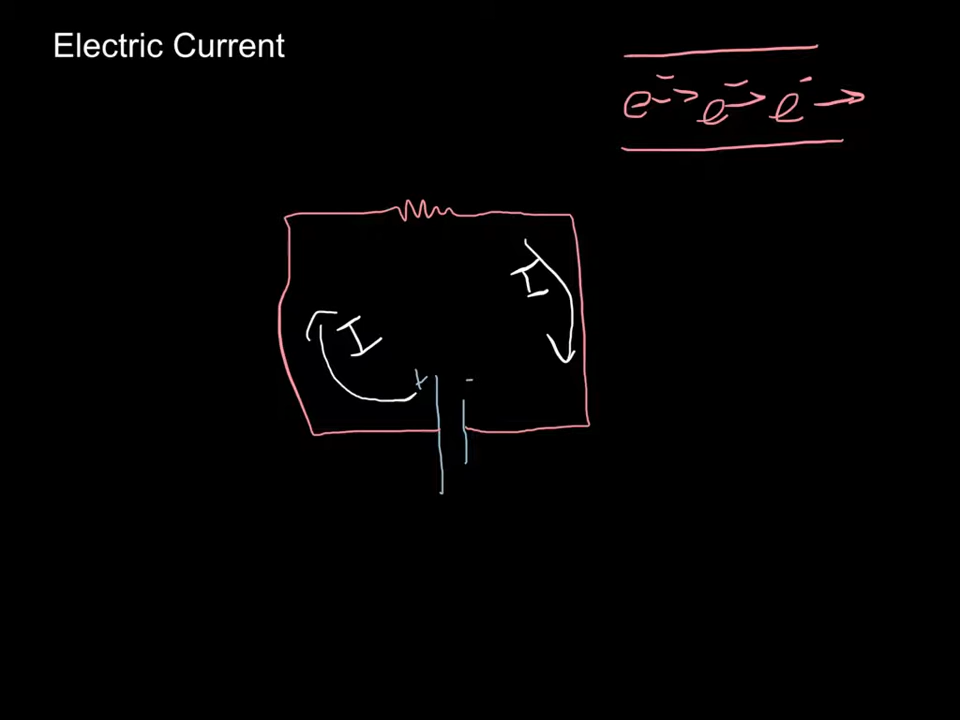 Electric Current
e⁻ → e⁻ → e⁻ →
I
I
+ -